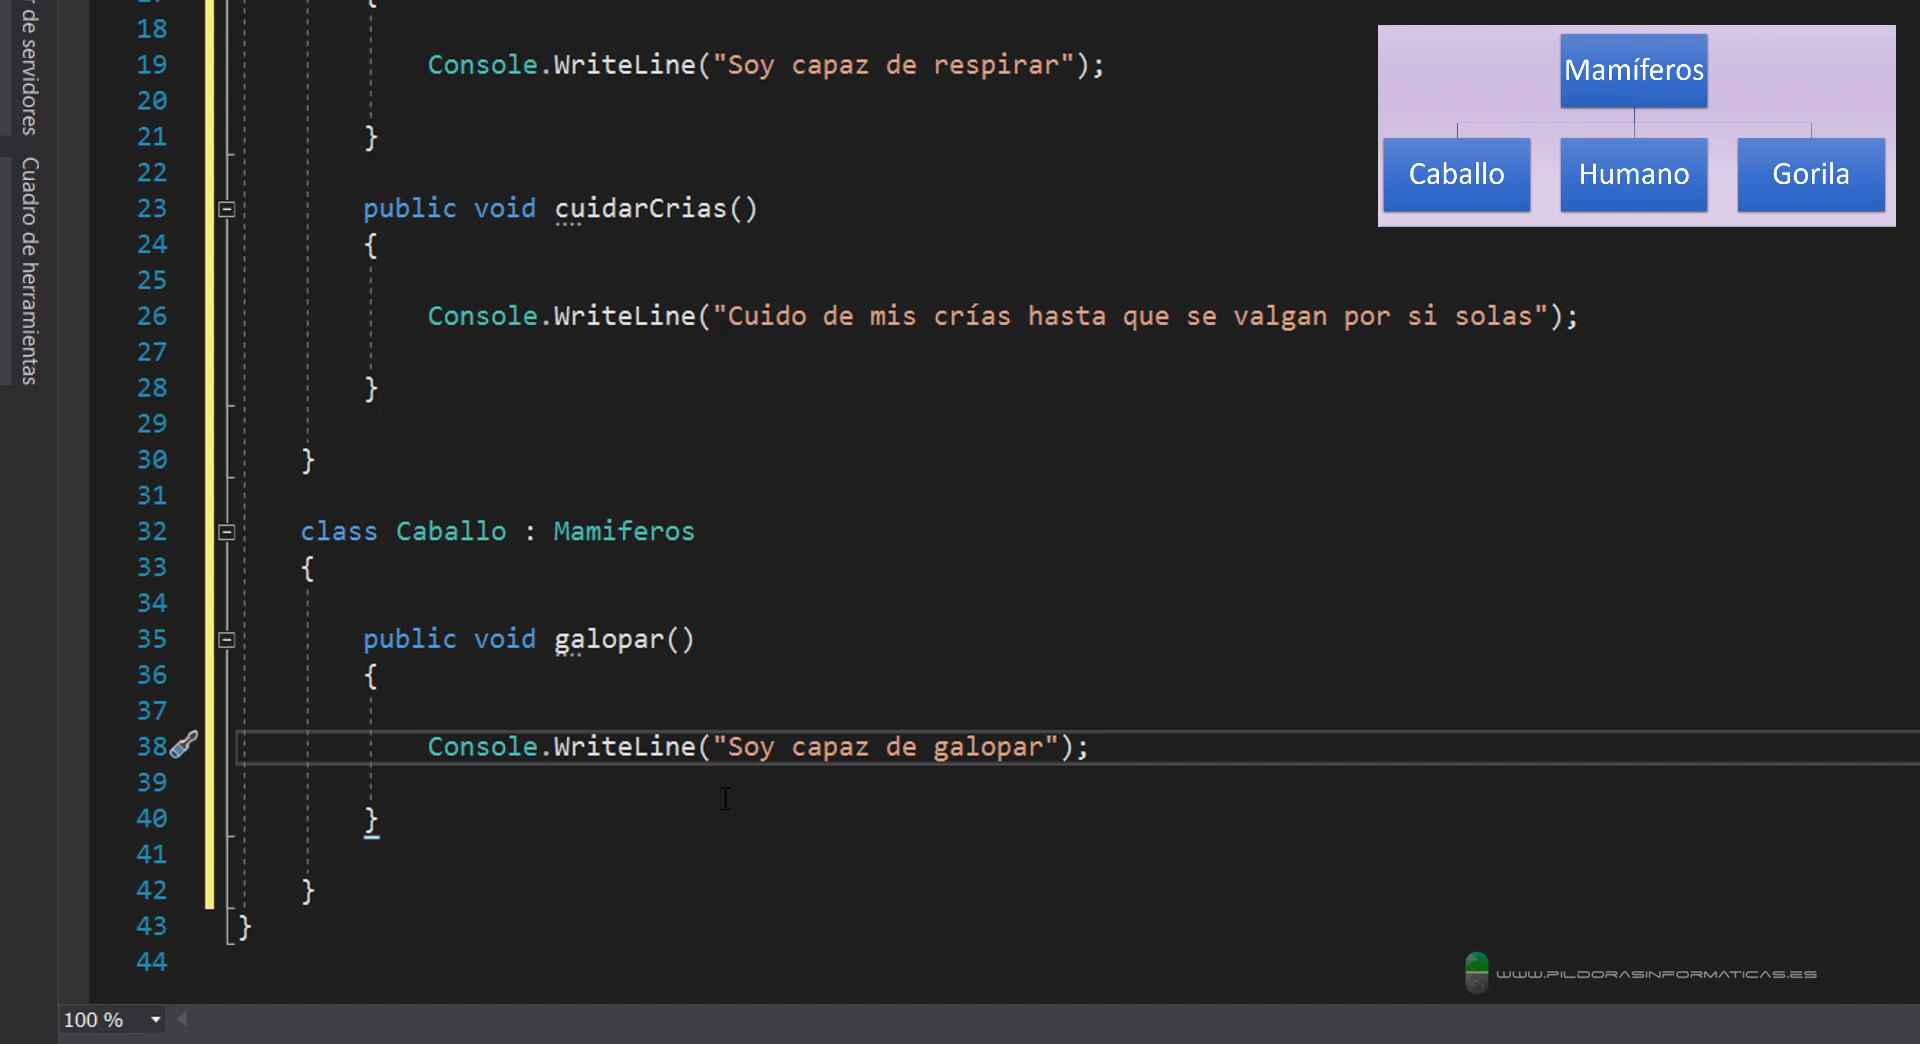 r de servidores
Cuadro de herramientas
{
18
19 Console.WriteLine("Soy capaz de respirar");
20
21 }
22
23 public void cuidarCrias()
24 {
25
26 Console.WriteLine("Cuido de mis crías hasta que se valgan por si solas");
27
28 }
29
30 }
31
32 class Caballo : Mamiferos
33 {
34
35 public void galopar()
36 {
37
38 Console.WriteLine("Soy capaz de galopar");
39
40 }
41
42 }
43 }
44
100 %
Mamíferos
Caballo Humano Gorila
WWW.PILDORASINFORMATICAS.ES